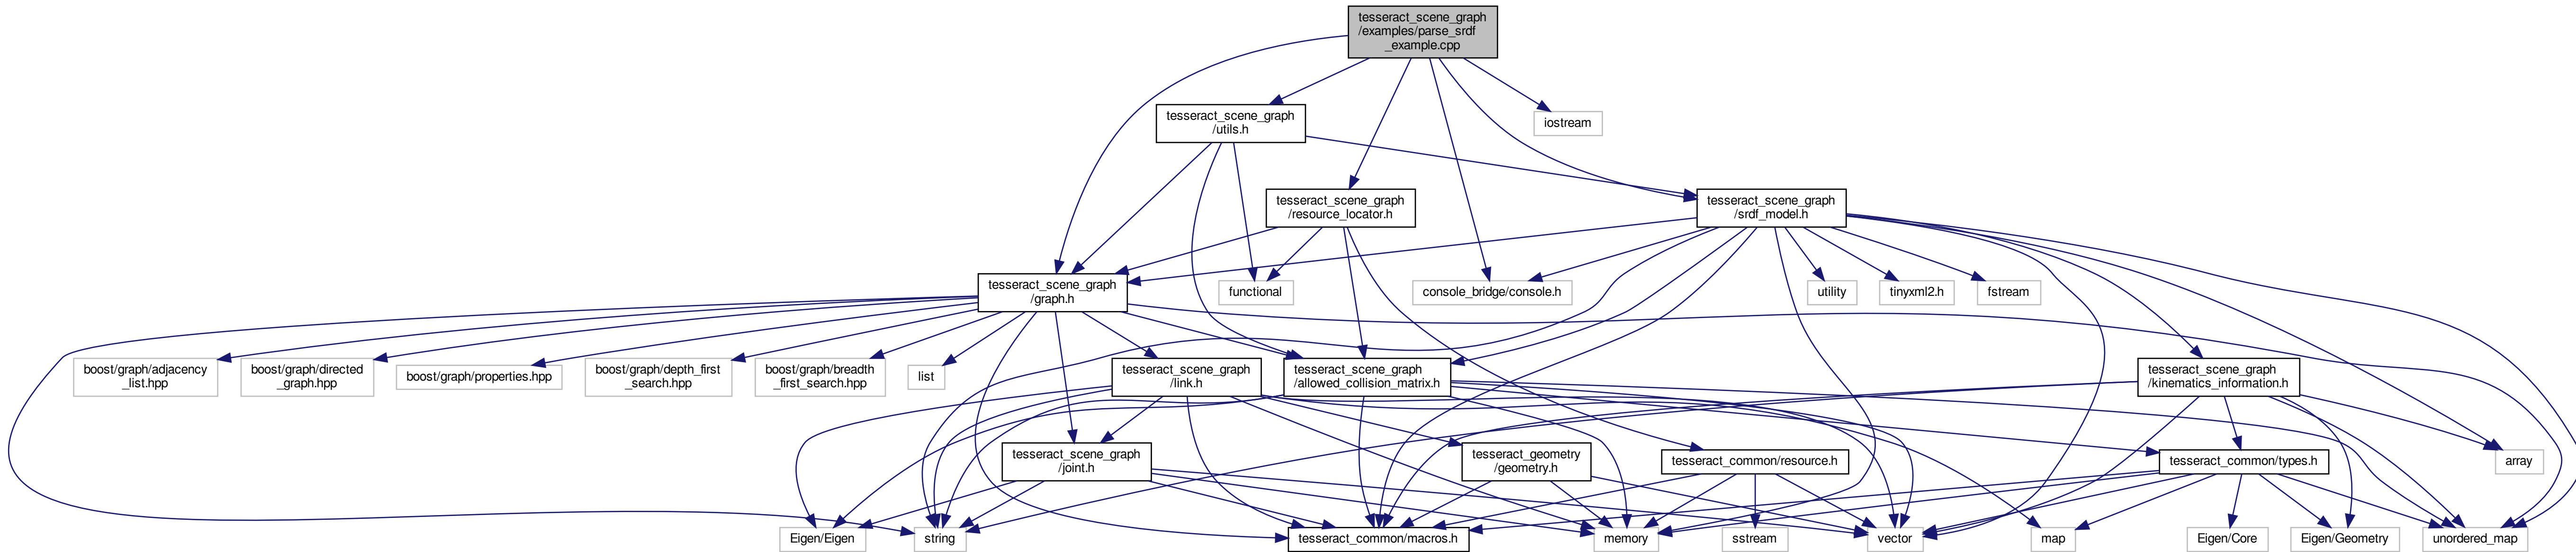 tesseract_scene_graph
/examples/parse_srdf
_example.cpp
tesseract_scene_graph
/utils.h
iostream
tesseract_scene_graph
/resource_locator.h
tesseract_scene_graph
/srdf_model.h
tesseract_scene_graph
/graph.h
functional
console_bridge/console.h
utility
tinyxml2.h
fstream
boost/graph/adjacency
_list.hpp
boost/graph/directed
_graph.hpp
boost/graph/properties.hpp
boost/graph/depth_first
_search.hpp
boost/graph/breadth
_first_search.hpp
list
tesseract_scene_graph
/link.h
tesseract_scene_graph
/allowed_collision_matrix.h
tesseract_scene_graph
/kinematics_information.h
tesseract_scene_graph
/joint.h
tesseract_geometry
/geometry.h
tesseract_common/resource.h
tesseract_common/types.h
array
Eigen/Eigen
string
tesseract_common/macros.h
memory
sstream
vector
map
Eigen/Core
Eigen/Geometry
unordered_map